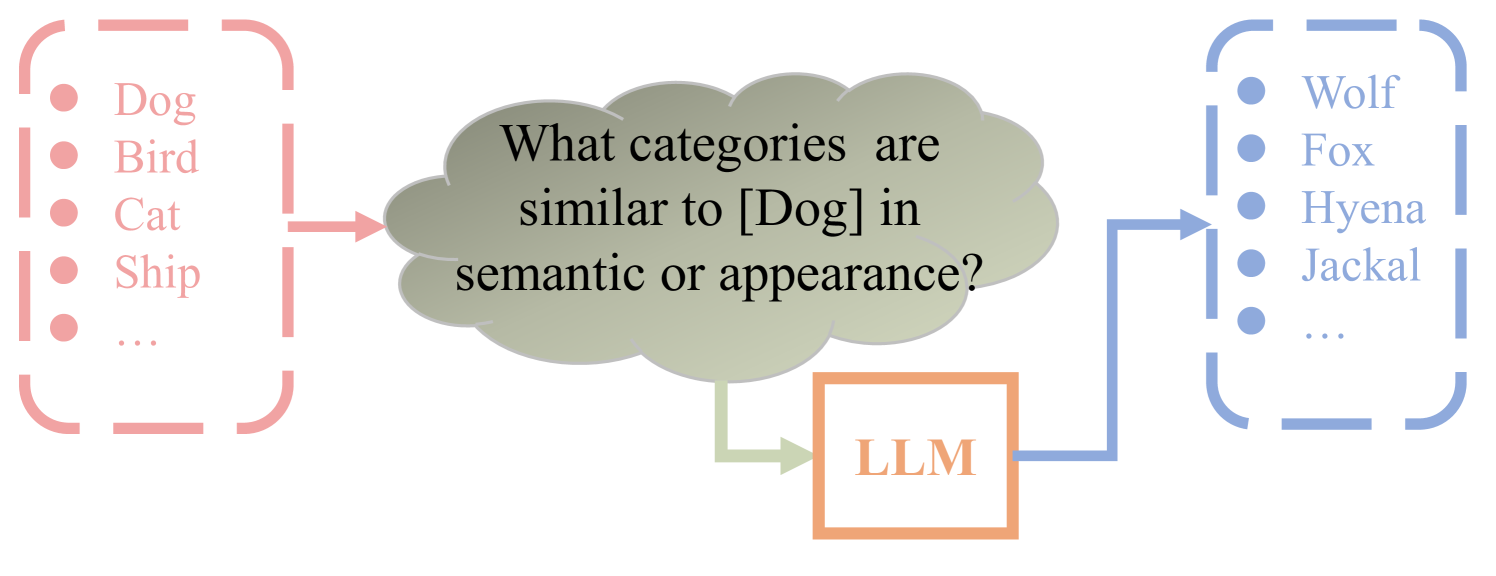 Dog
Bird
Cat
Ship
…
What categories  are
similar to [Dog] in
semantic or appearance?
LLM
Wolf
Fox
Hyena
Jackal
…